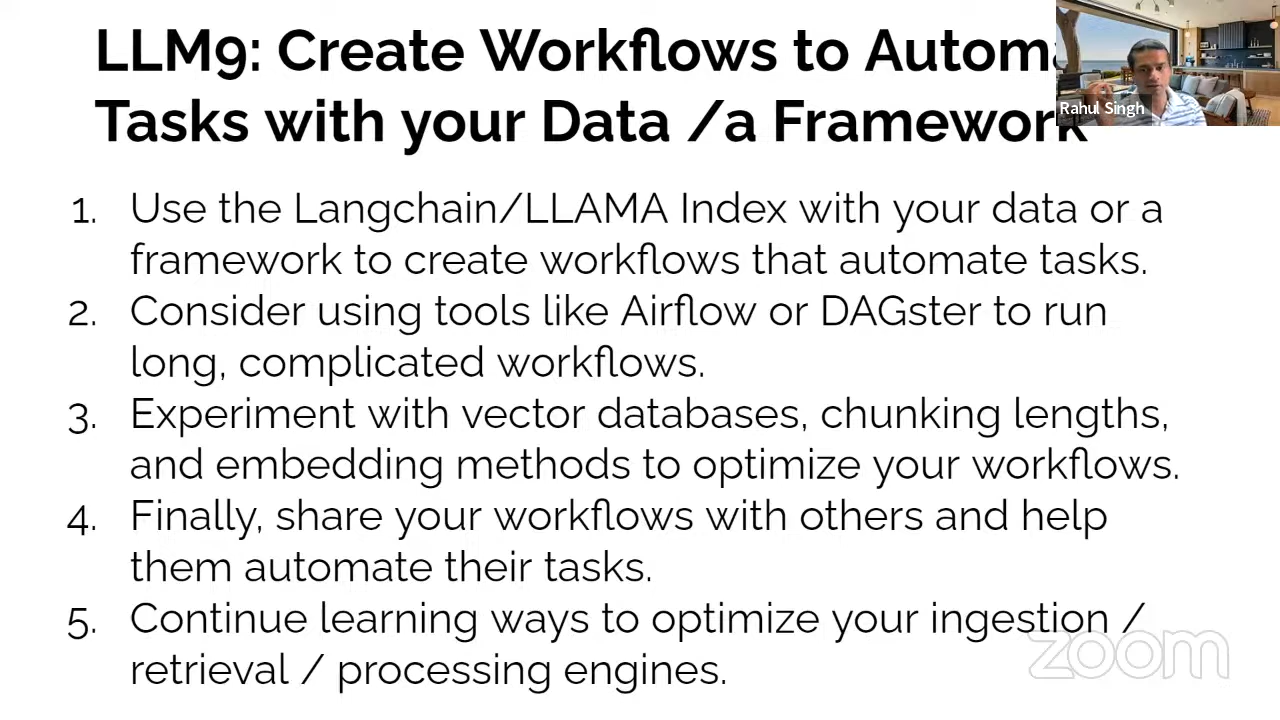 LLM9: Create Workflows to Autom
Tasks with your Data /a Framework
Rahul Singh
1. Use the Langchain/LLAMA Index with your data or a
framework to create workflows that automate tasks.
2. Consider using tools like Airflow or DAGster to run
long, complicated workflows.
3. Experiment with vector databases, chunking lengths,
and embedding methods to optimize your workflows.
4. Finally, share your workflows with others and help
them automate their tasks.
5. Continue learning ways to optimize your ingestion /
retrieval / processing engines.
zoom